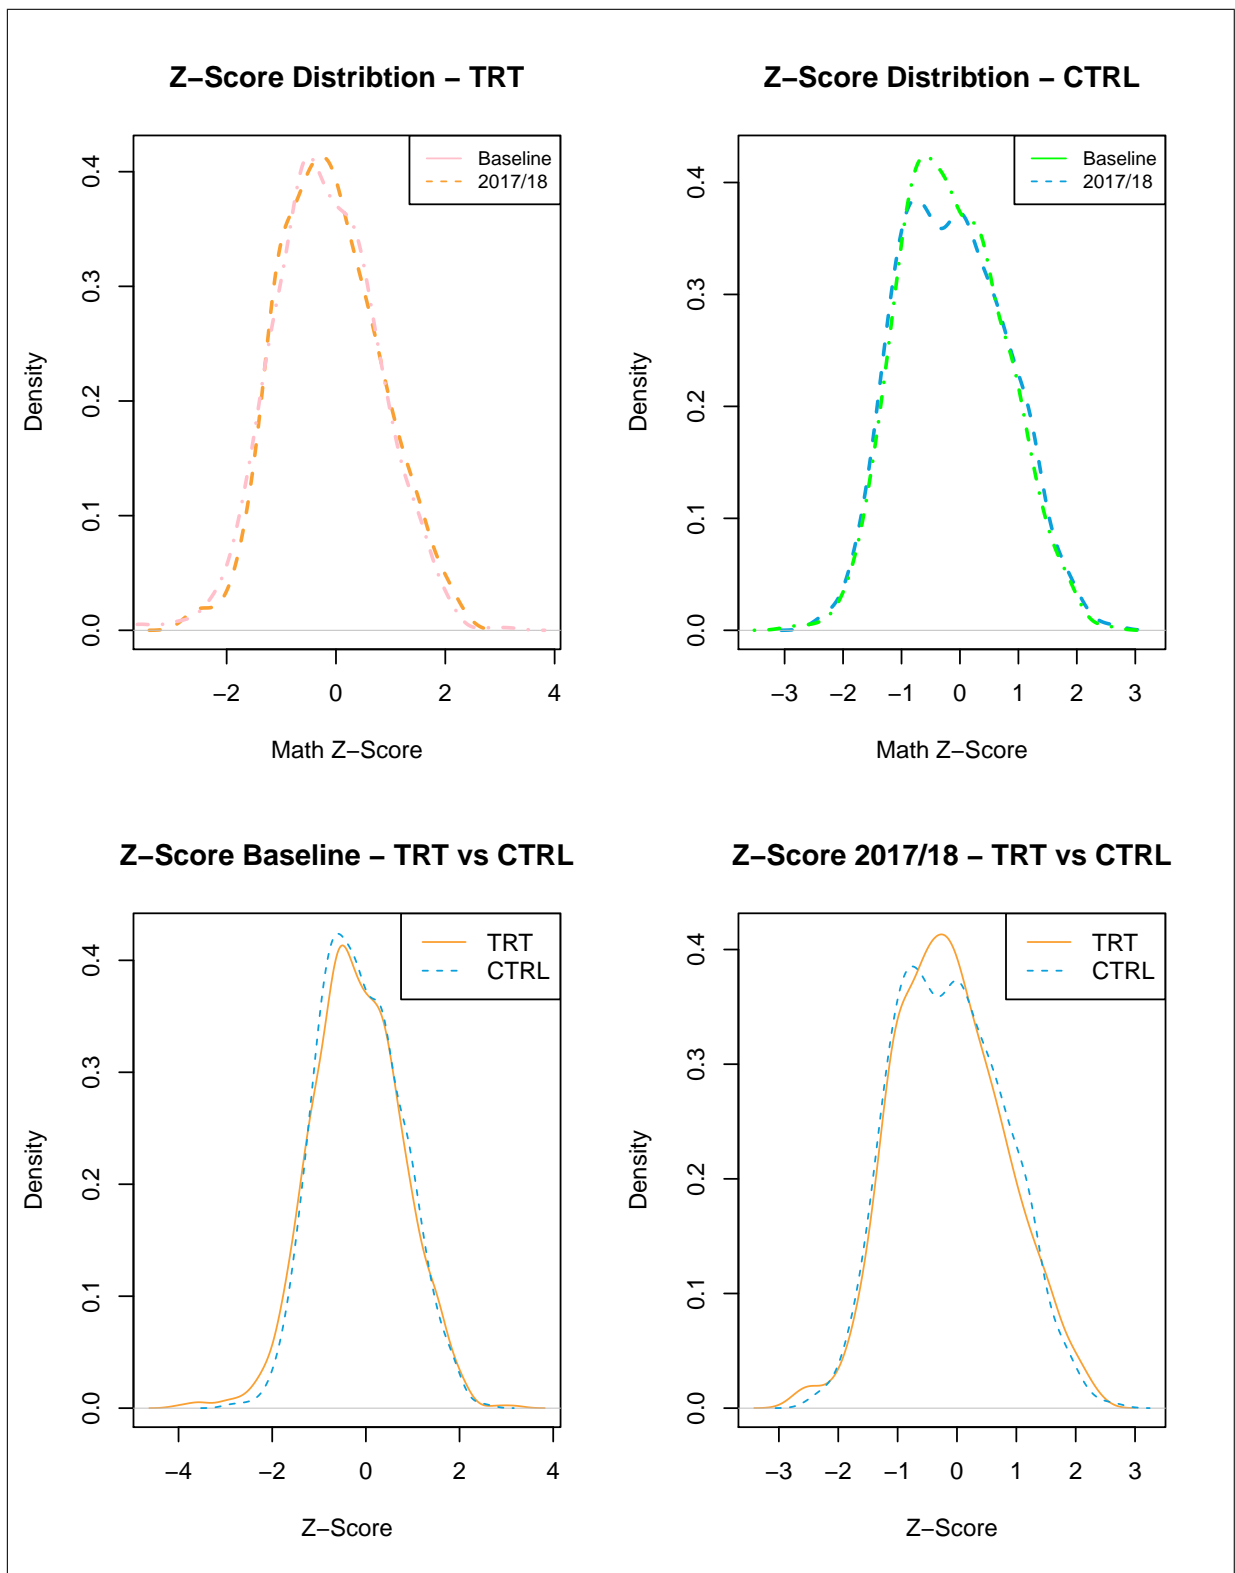 Z−Score Distribtion − TRT
Baseline
2017/18
Density
0.0 0.1 0.2 0.3 0.4
−2 0 2 4
Math Z−Score
Z−Score Distribtion − CTRL
Baseline
2017/18
Density
0.0 0.1 0.2 0.3 0.4
−3 −2 −1 0 1 2 3
Math Z−Score
Z−Score Baseline − TRT vs CTRL
TRT
CTRL
Density
0.0 0.1 0.2 0.3 0.4
−4 −2 0 2 4
Z−Score
Z−Score 2017/18 − TRT vs CTRL
TRT
CTRL
Density
0.0 0.1 0.2 0.3 0.4
−3 −2 −1 0 1 2 3
Z−Score